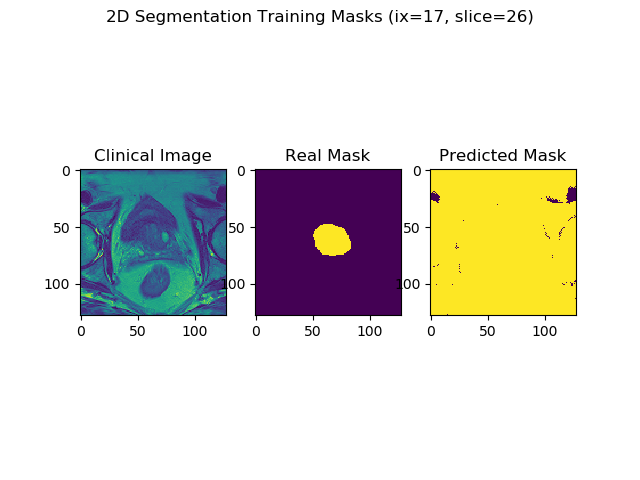 2D Segmentation Training Masks (ix=17, slice=26)
Clinical Image Real Mask Predicted Mask
0 0 0
50 50 50
100 100 100
0 50 100 0 50 100 0 50 100